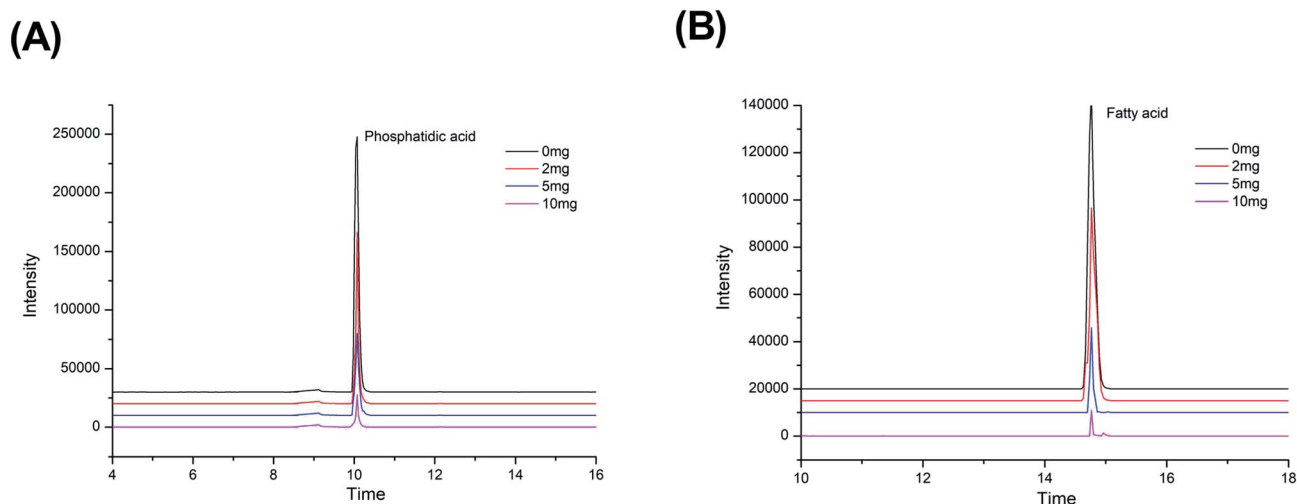 (A)
(B)
Phosphatidic acid
0mg
2mg
5mg
10mg
250000
200000
150000
100000
50000
0
Intensity
4
6
8
10
12
14
16
Time
Fatty acid
0mg
2mg
5mg
10mg
140000
120000
100000
80000
60000
40000
20000
0
Intensity
10
12
14
16
18
Time